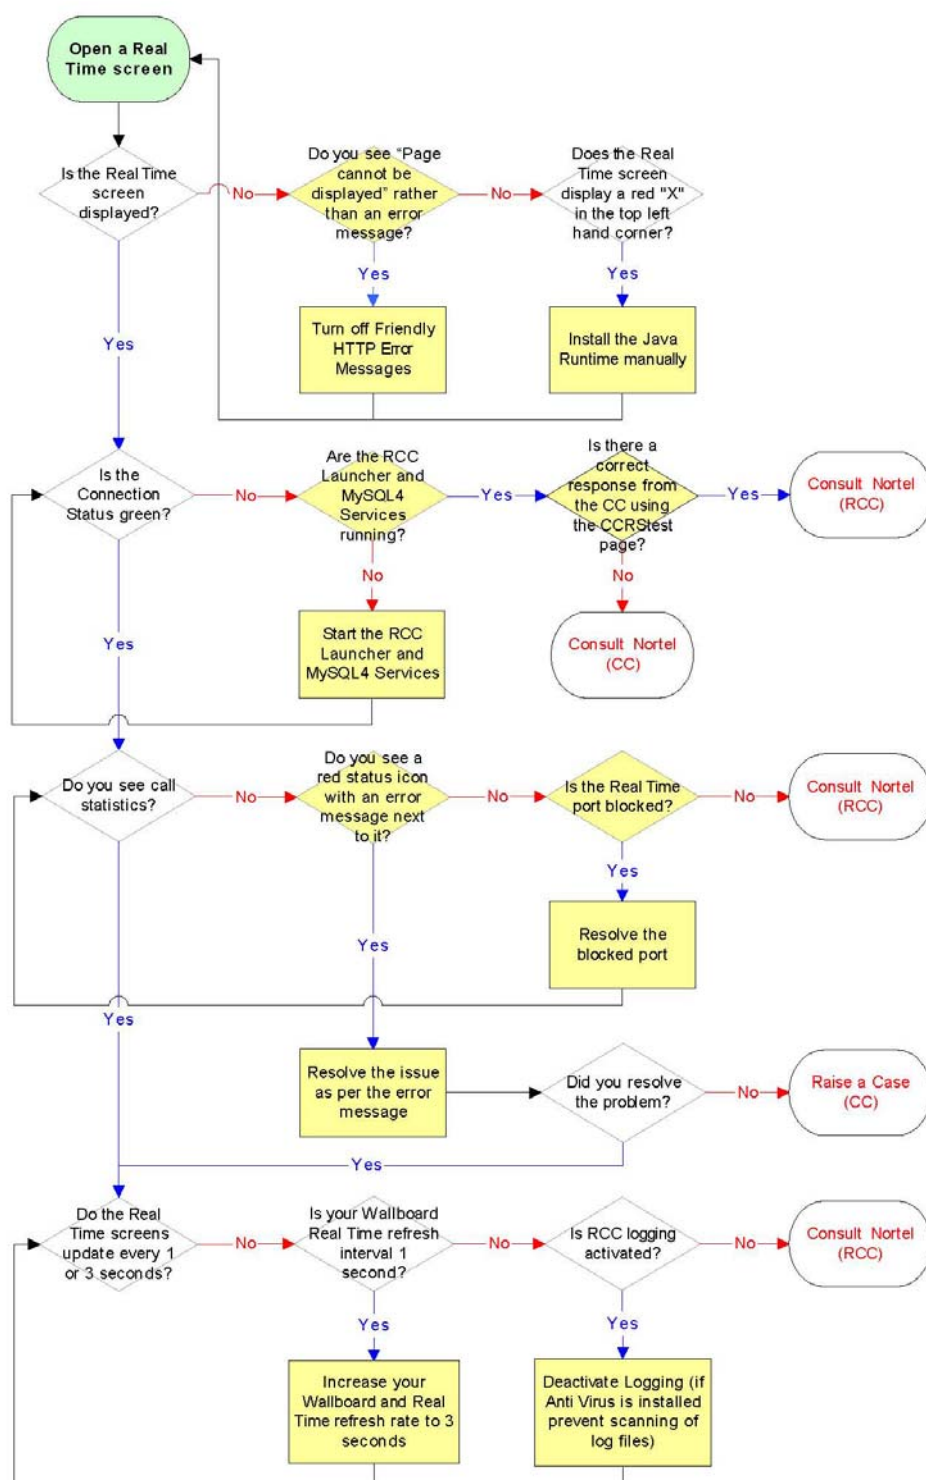 Open a Real
Time screen
Is the Real Time
screen
displayed?
No
Do you see “Page
cannot be
displayed” rather
than an error
message?
No
Does the Real
Time screen
display a red "X"
in the top left
hand corner?
Yes
Yes
Yes
Turn off Friendly
HTTP Error
Messages
Install the Java
Runtime manually
Is the
Connection
Status green?
No
Are the RCC
Launcher and
MySQL4
Services
running?
Yes
Is there a
correct
response from
the CC using
the CCRStest
page?
Yes
Consult Nortel
(RCC)
No
No
Yes
Start the RCC
Launcher and
MySQL4 Services
Consult Nortel
(CC)
Do you see call
statistics?
No
Do you see a
red status icon
with an error
message next
to it?
No
Is the Real Time
port blocked?
No
Consult Nortel
(RCC)
Yes
Yes
Resolve the
blocked port
Yes
Resolve the issue
as per the error
message
Did you resolve
the problem?
No
Raise a Case
(CC)
Yes
Do the Real
Time screens
update every 1
or 3 seconds?
No
Is your Wallboard
Real Time refresh
interval 1
second?
No
Is RCC logging
activated?
No
Consult Nortel
(RCC)
Yes
Yes
Increase your
Wallboard and Real
Time refresh rate to 3
seconds
Deactivate Logging (if
Anti Virus is installed
prevent scanning of
log files)